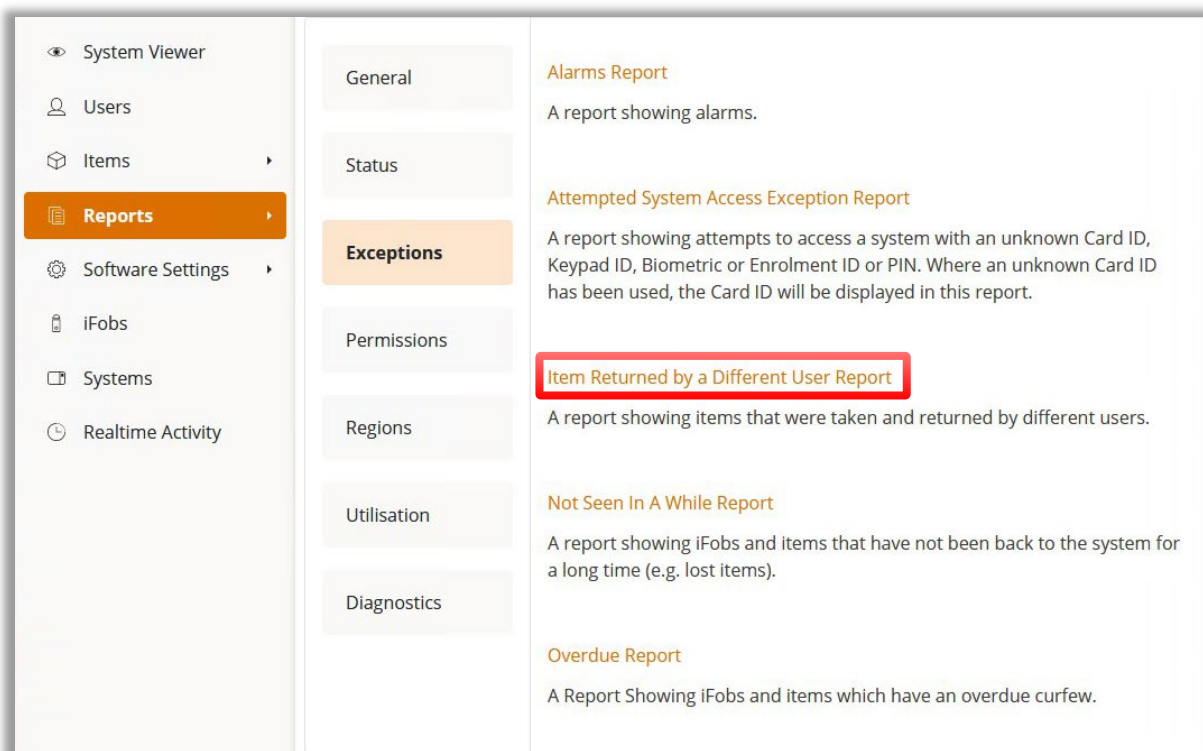 System Viewer
Users
Items
Reports
Software Settings
iFobs
Systems
Realtime Activity
General
Status
Exceptions
Permissions
Regions
Utilisation
Diagnostics
Alarms Report
A report showing alarms.
Attempted System Access Exception Report
A report showing attempts to access a system with an unknown Card ID,
Keypad ID, Biometric or Enrolment ID or PIN. Where an unknown Card ID
has been used, the Card ID will be displayed in this report.
Item Returned by a Different User Report
A report showing items that were taken and returned by different users.
Not Seen In A While Report
A report showing iFobs and items that have not been back to the system for
a long time (e.g. lost items).
Overdue Report
A Report Showing iFobs and items which have an overdue curfew.